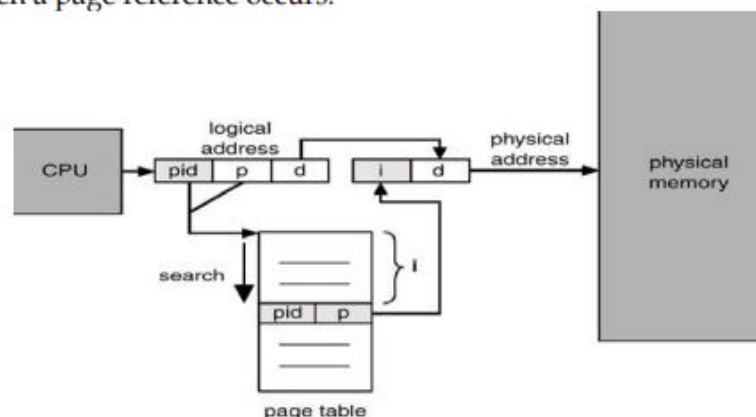 en a page reference occurs.
logical
address
physical
address
CPU
pid p d
i d
physical
memory
search
i
pid p
page table